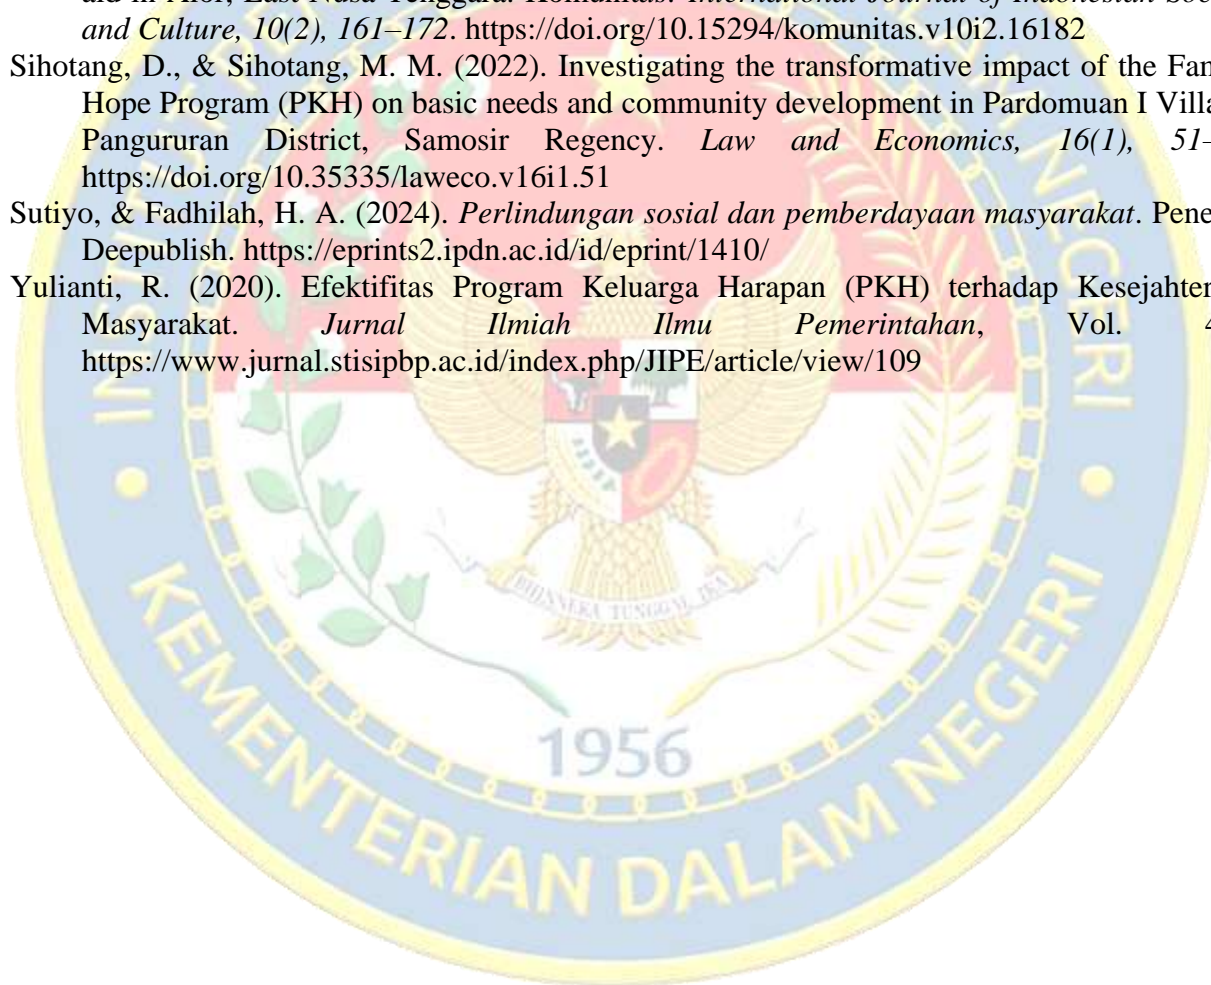 and Culture, 10(2), 161–172. https://doi.org/10.15294/komunitas.v10i2.16182
Sihotang, D., & Sihotang, M. M. (2022). Investigating the transformative impact of the
Hope Program (PKH) on basic needs and community development in Pardomuan I
Pangururan District, Samosir Regency. Law and Economics, 16(1), 51–
https://doi.org/10.35335/laweco.v16i1.51
Sutiyo, & Fadhilah, H. A. (2024). Perlindungan sosial dan pemberdayaan masyarakat.
Deepublish. https://eprints2.ipdn.ac.id/id/eprint/1410/
Yulianti, R. (2020). Efektifitas Program Keluarga Harapan (PKH) terhadap
Masyarakat. Jurnal Ilmiah Ilmu Pemerintahan, Vol. 4
https://www.jurnal.stisipbp.ac.id/index.php/JIPE/article/view/109
BHINNEKA TUNGGAL IKA
1956
KEMENTERIAN DALAM NEGERI